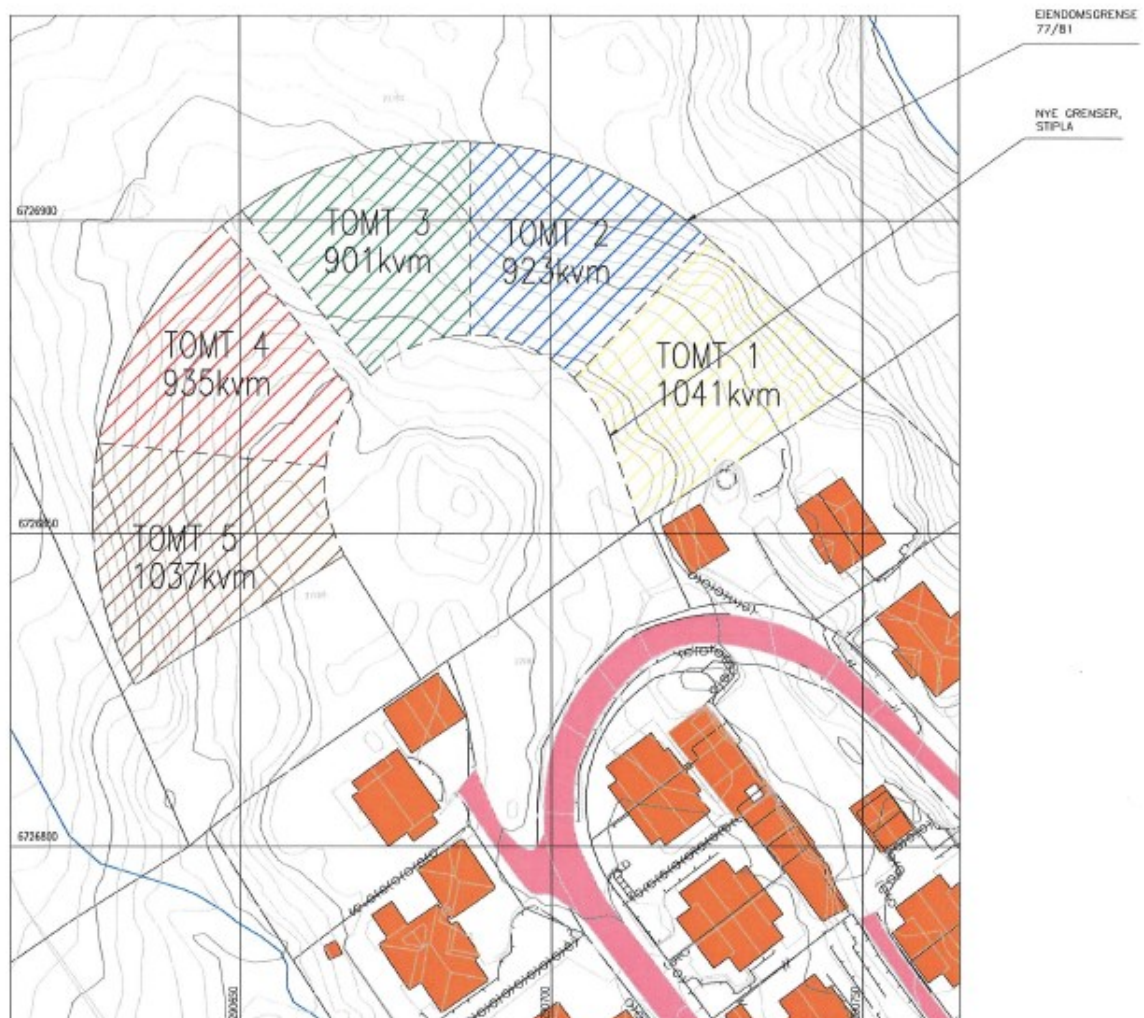 EIENDOMSGRENSE
77/81
NYE GRENSER,
STIPLA
6726900
TOMT 3
901kvm
TOMT 2
923kvm
TOMT 4
935kvm
TOMT 1
1041kvm
6726850
TOMT 5
1037kvm
6726800